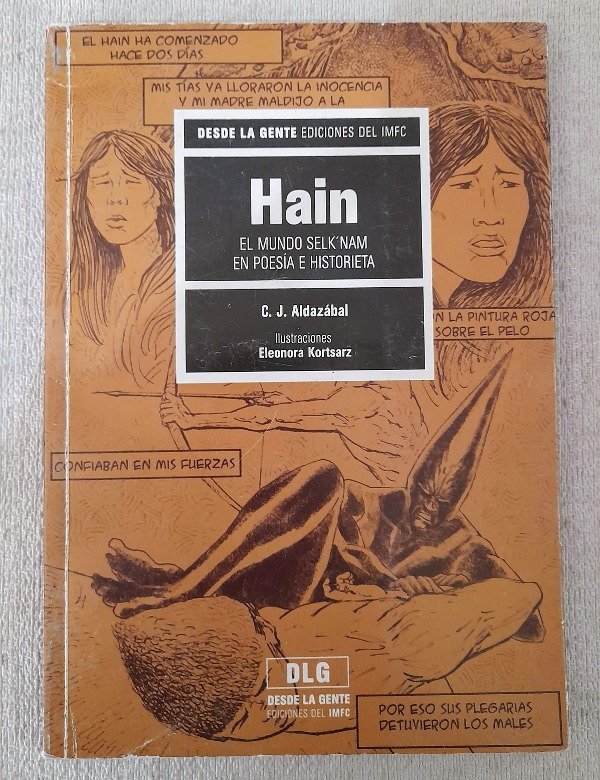 EL HAIN HA COMENZADO
HACE DOS DÍAS
MIS TÍAS YA LLORARON LA INOCENCIA
Y MI MADRE MALDIJO A LA
DESDE LA GENTE EDICIONES DEL IMFC
Hain
EL MUNDO SELK´NAM
EN POESÍA E HISTORIETA
C. J. Aldazábal
Ilustraciones
Eleonora Kortsarz
N LA PINTURA ROJA
SOBRE EL PELO
CONFIABAN EN MIS FUERZAS
DLG
DESDE LA GENTE
EDICIONES DEL IMFC
POR ESO SUS PLEGARIAS
DETUVIERON LOS MALES